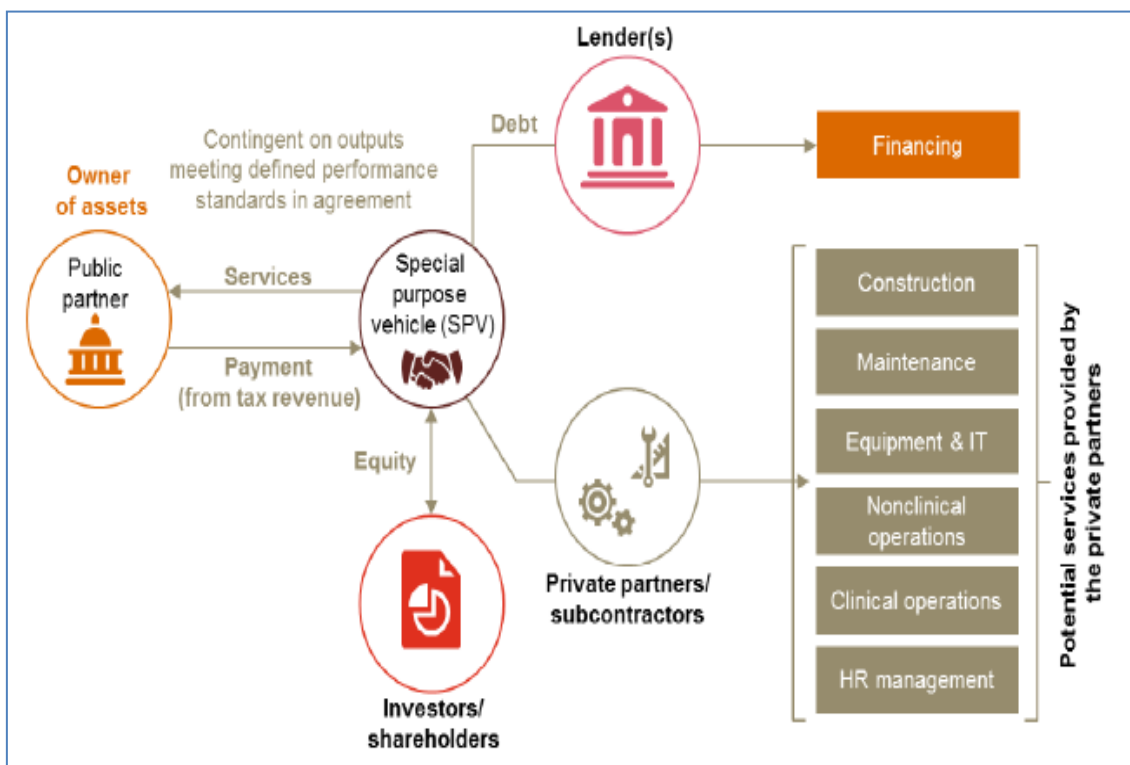 Lender(s)
Debt
Financing
Contingent on outputs
meeting defined performance
standards in agreement
Owner
of assets
Public
partner
Services
Payment
(from tax revenue)
Special
purpose
vehicle (SPV)
Equity
Investors/
shareholders
Private partners/
subcontractors
Construction
Maintenance
Equipment & IT
Nonclinical
operations
Clinical operations
HR management
Potential services provided by
the private partners